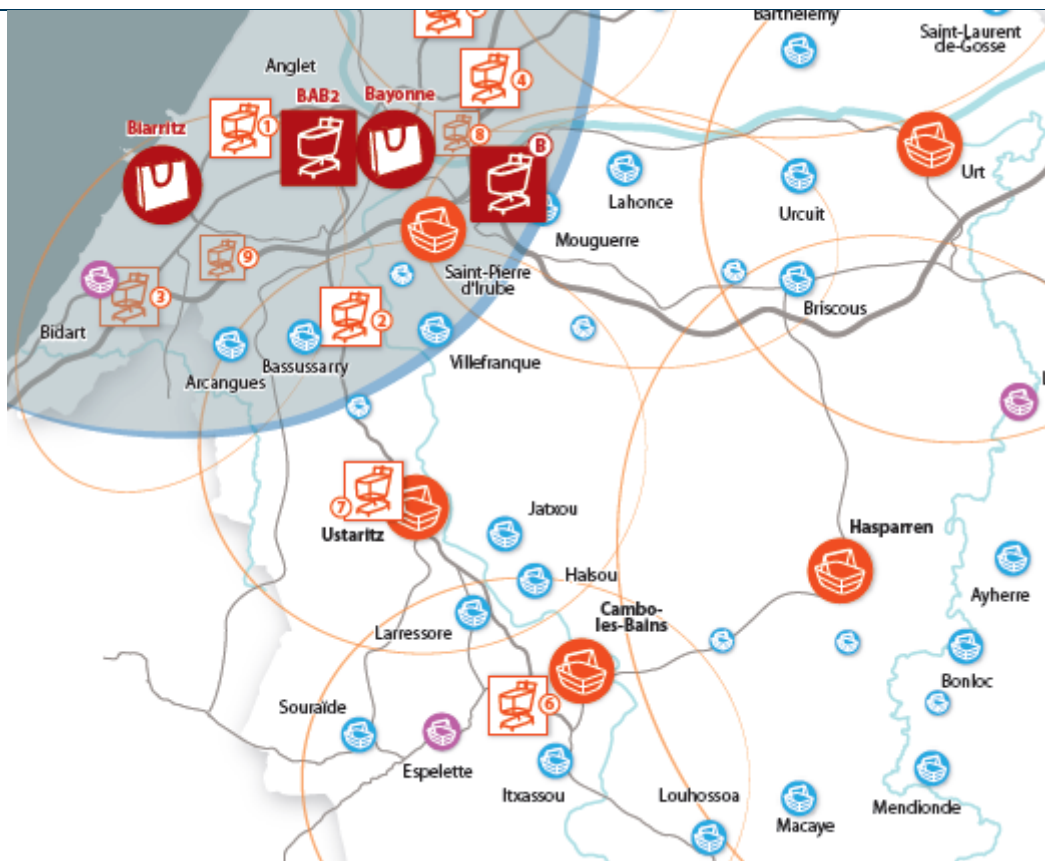 Barthelemy
Saint-Laurent
de-Gosse
Anglet
4
BAB2
Bayonne
1
8
Biarritz
B
Urt
Lahonce
Urcuit
Mouguerre
9
Saint-Pierre
d'Irube
3
2
Briscous
Bidart
Bassussarry
Villefranque
Arcangues
7
Ustaritz
Jatxou
Hasparren
Halsou
Ayherre
Cambo-
les-Bains
Larressore
Bonloc
6
Souraïde
Espelette
Itxassou
Louhossoa
Mendionde
Macaye